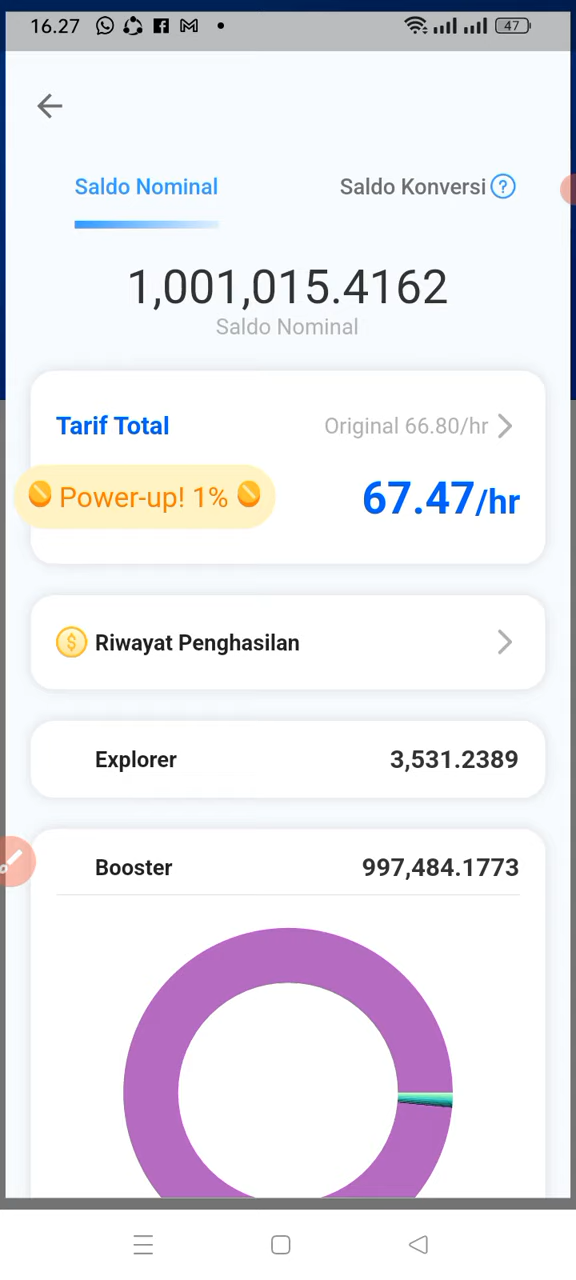 16.27 47
Saldo Nominal Saldo Konversi ?
1,001,015.4162
Saldo Nominal
Tarif Total Original 66.80/hr
Power-up! 1% 67.47/hr
$ Riwayat Penghasilan
Explorer 3,531.2389
Booster 997,484.1773